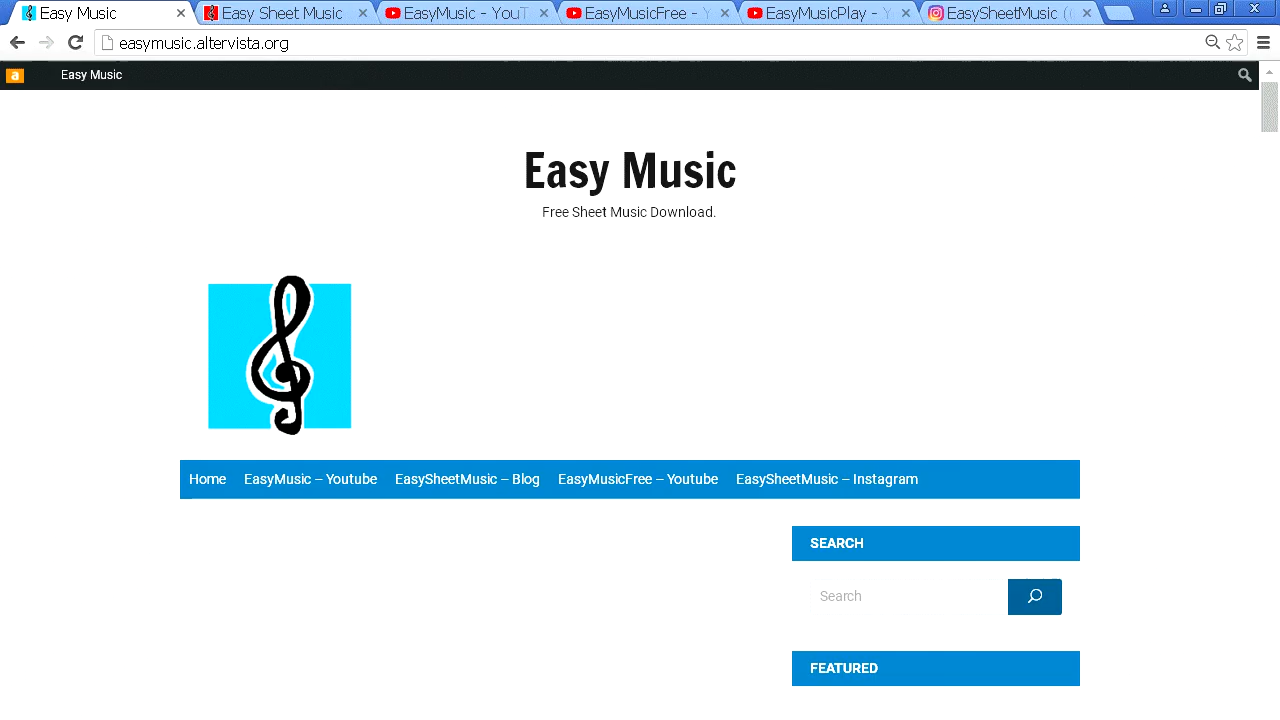 Easy Music
Easy Sheet Music
EasyMusic - YouT
EasyMusicFree - Y
EasyMusicPlay - Y
EasySheetMusic (
easymusic.altervista.org
a
Easy Music
Easy Music
Free Sheet Music Download.
Home EasyMusic – Youtube EasySheetMusic – Blog EasyMusicFree – Youtube EasySheetMusic – Instagram
SEARCH
Search
FEATURED